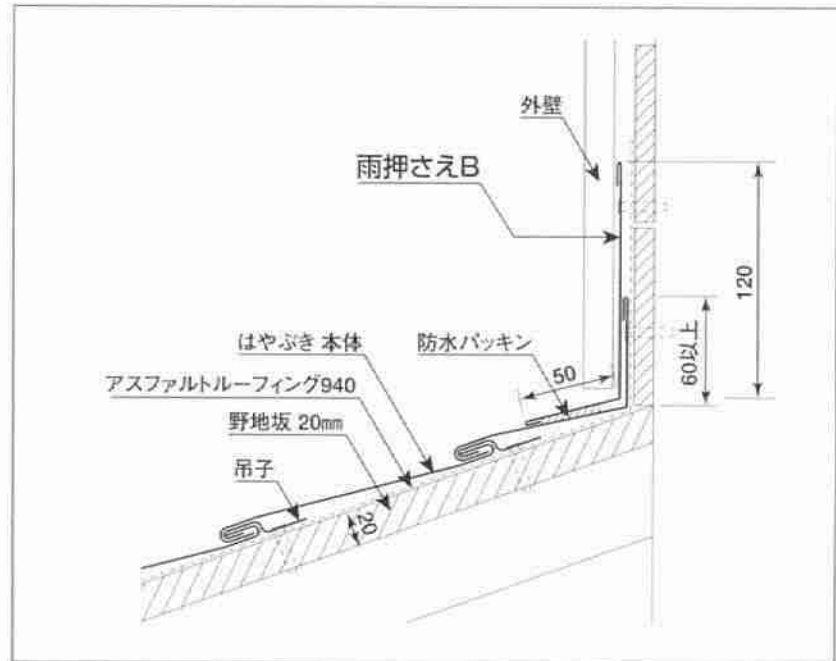 外壁
雨押さえB
120
60以上
はやぶき 本体
防水パッキン
50
アスファルトルーフィング940
野地坂 20㎜
吊子
20